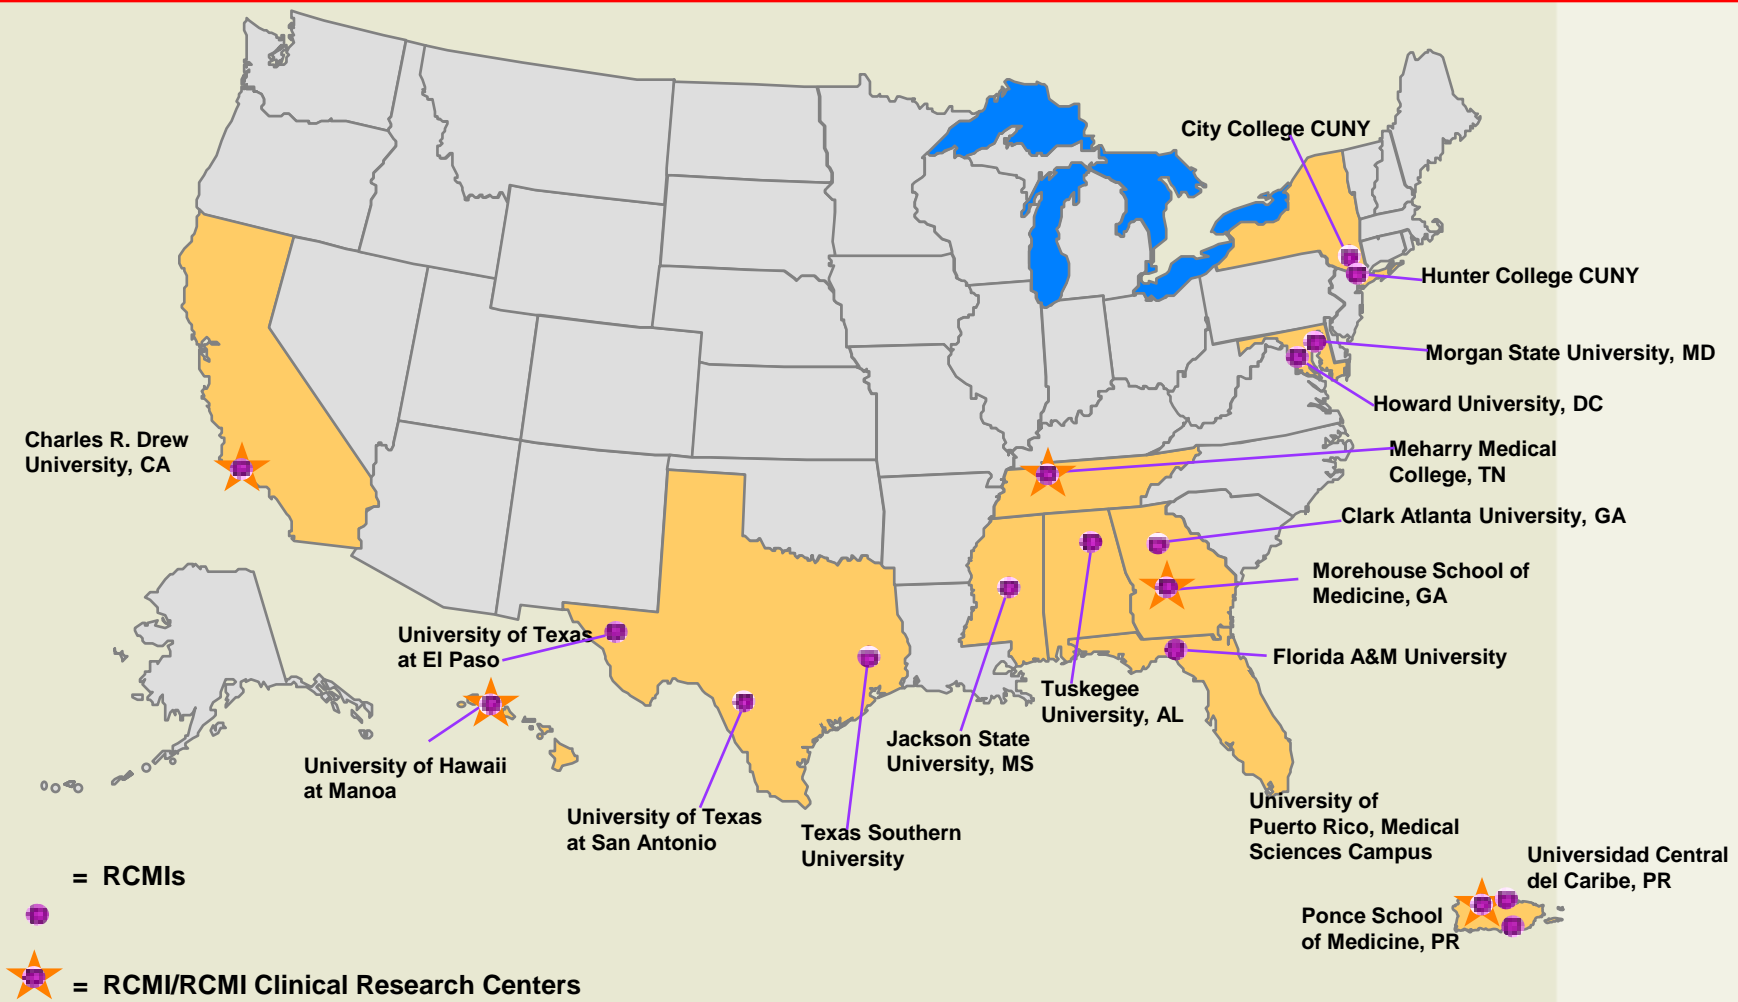 City College CUNY
Hunter College CUNY
Morgan State University, MD
Howard University, DC
Charles R. Drew
University, CA
Meharry Medical
College, TN
Clark Atlanta University, GA
Morehouse School of
Medicine, GA
University of Texas
at El Paso
Florida A&M University
Tuskegee
University, AL
Jackson State
University, MS
University of Hawaii
at Manoa
University of Texas
at San Antonio
Texas Southern
University
University of
Puerto Rico, Medical
Sciences Campus
Universidad Central
del Caribe, PR
Ponce School
of Medicine, PR
= RCMIs
= RCMI/RCMI Clinical Research Centers